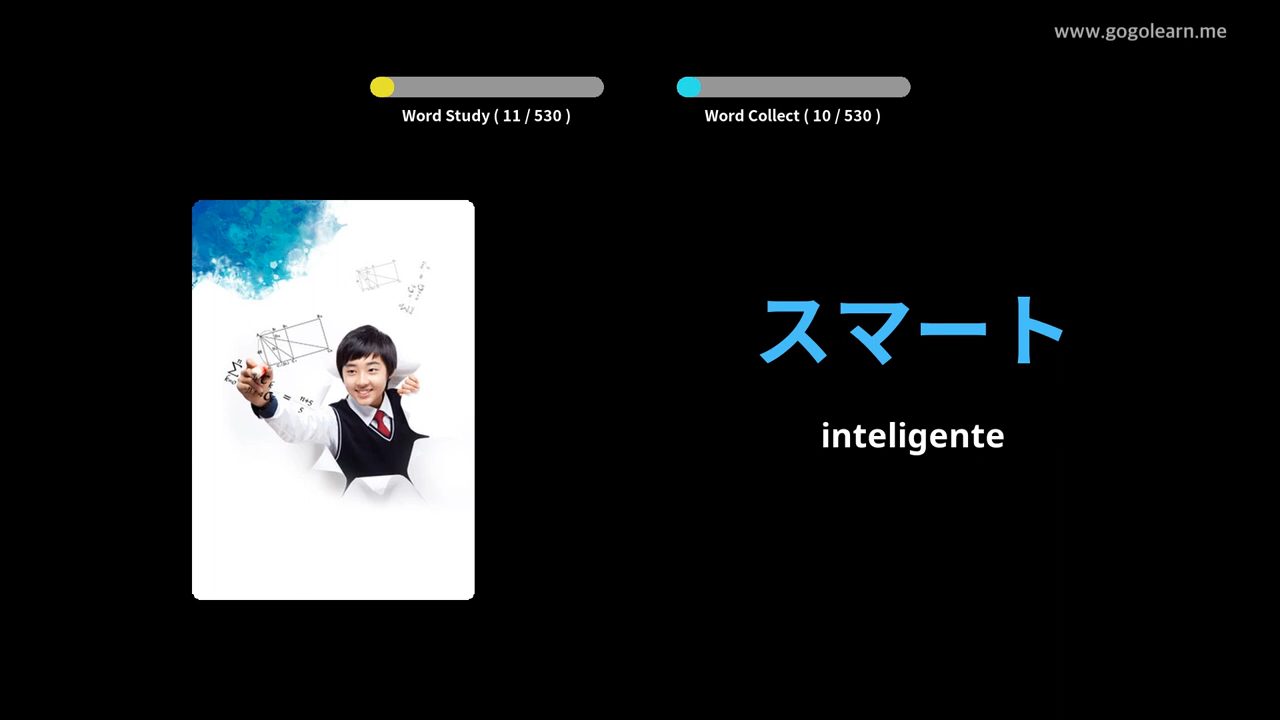 www.gogolearn.me
Word Study ( 11 / 530 )
Word Collect ( 10 / 530 )
スマート
inteligente